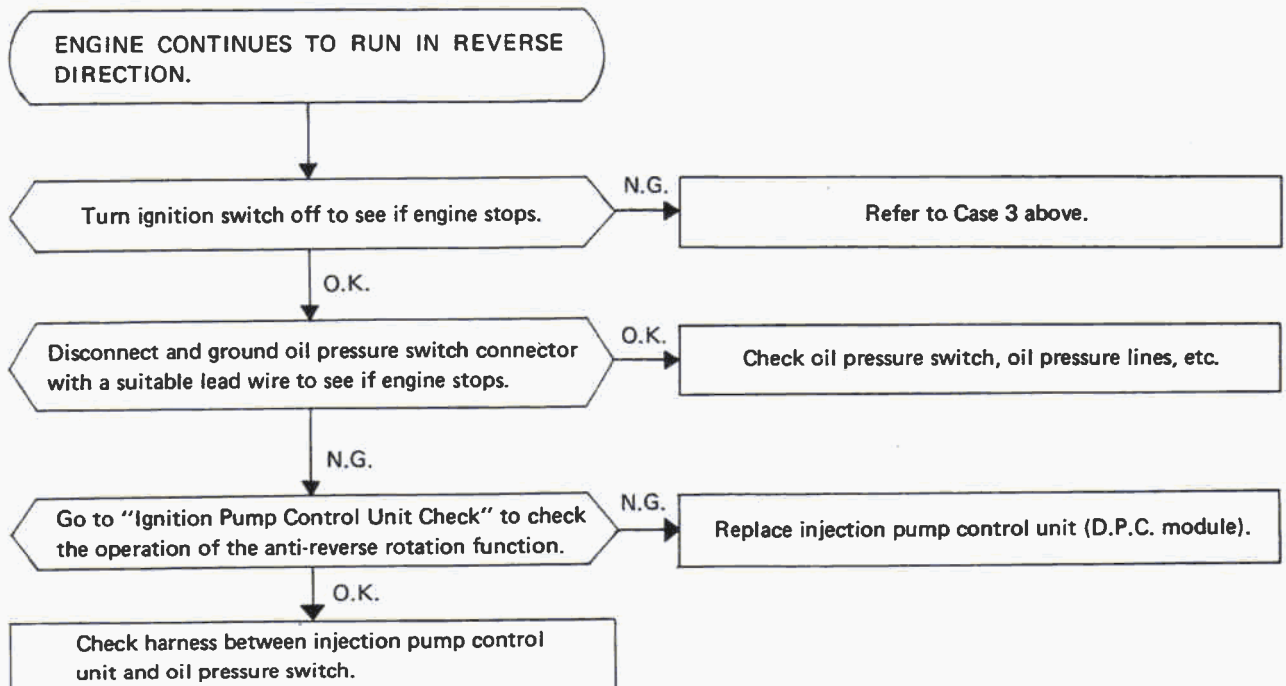 ENGINE CONTINUES TO RUN IN REVERSE
DIRECTION.
N.G.
Turn ignition switch off to see if engine stops.
Refer to Case 3 above.
O.K.
O.K.
Disconnect and ground oil pressure switch connector
with a suitable lead wire to see if engine stops.
Check oil pressure switch, oil pressure lines, etc.
N.G.
N.G.
Go to “Ignition Pump Control Unit Check” to check
the operation of the anti-reverse rotation function.
Replace injection pump control unit (D.P.C. module).
O.K.
Check harness between injection pump control
unit and oil pressure switch.